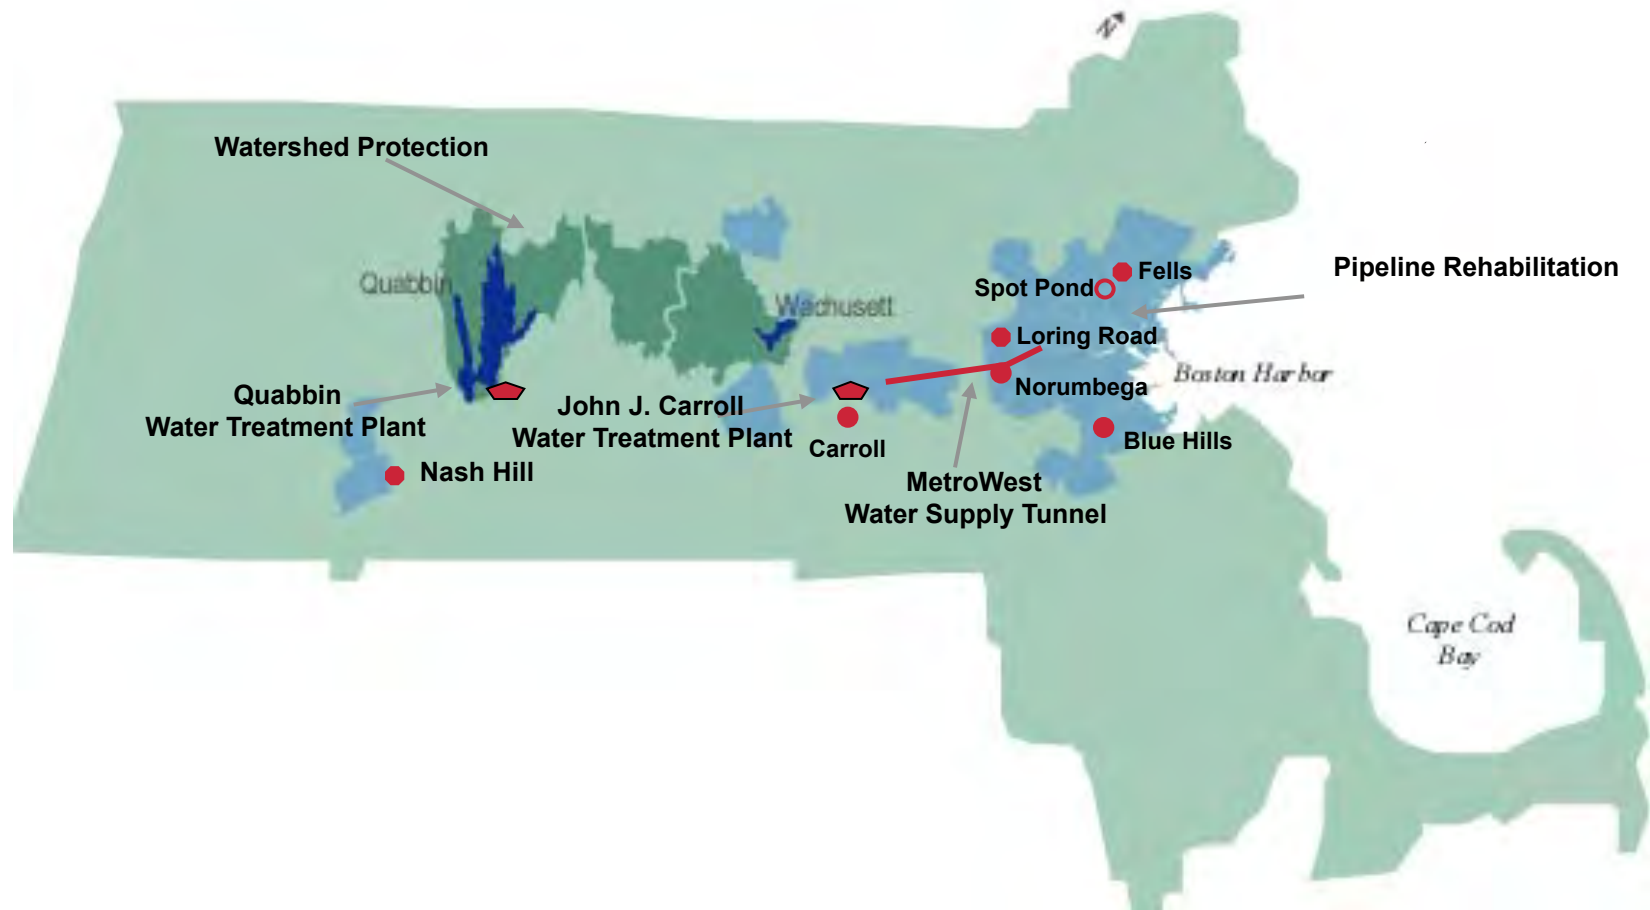 N
Watershed Protection
Quabbin
Wachusett
Fells
Spot Pond
Pipeline Rehabilitation
Loring Road
Boston Harbor
Norumbega
Quabbin
Water Treatment Plant
John J. Carroll
Water Treatment Plant
Carroll
Blue Hills
Nash Hill
MetroWest
Water Supply Tunnel
Cape Cod
Bay